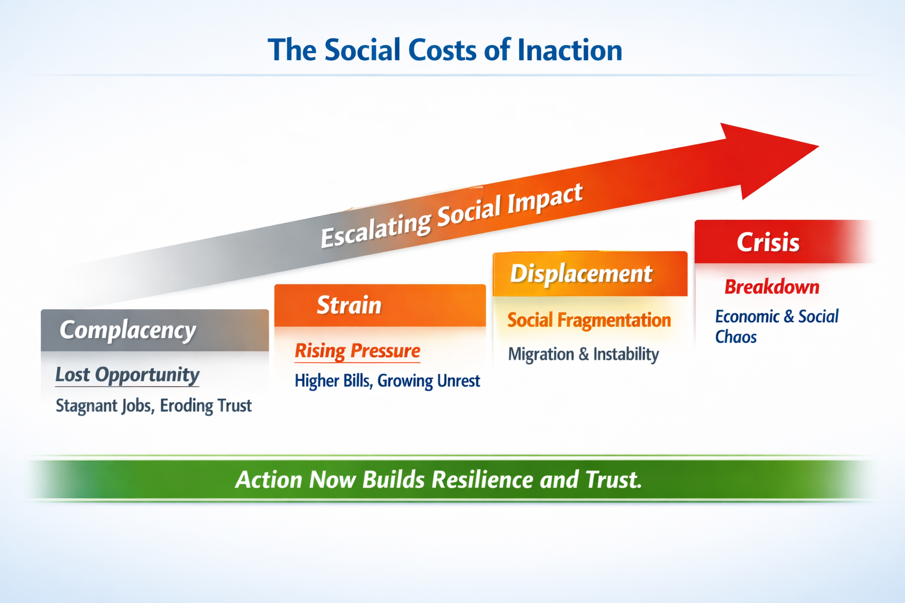 The Social Costs of Inaction
Escalating Social Impact
Complacency
Lost Opportunity
Stagnant Jobs, Eroding Trust
Strain
Rising Pressure
Higher Bills, Growing Unrest
Displacement
Social Fragmentation
Migration & Instability
Crisis
Breakdown
Economic & Social
Chaos
Action Now Builds Resilience and Trust.